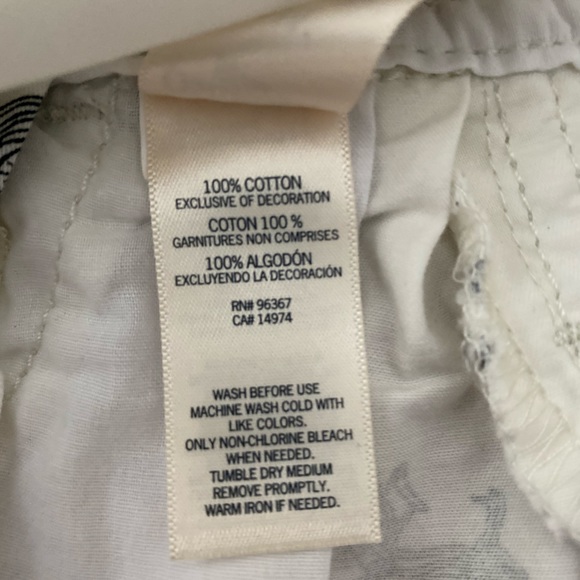 100% COTTON
EXCLUSIVE OF DECORATION
COTON 100 %
GARNITURES NON COMPRISES
100% ALGODÓN
EXCLUYENDO LA DECORACIÓN
RN# 96367
CA# 14974
WASH BEFORE USE
MACHINE WASH COLD WITH
LIKE COLORS.
ONLY NON-CHLORINE BLEACH
WHEN NEEDED.
TUMBLE DRY MEDIUM
REMOVE PROMPTLY.
WARM IRON IF NEEDED.